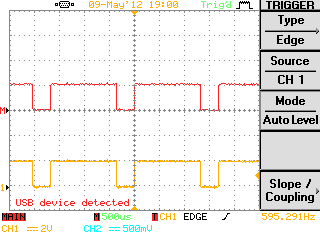 09-May'12 19:00 Trig'd
TRIGGER
Type
Edge
Source
CH 1
Mode
Auto Level
Slope /
Coupling
M
1
USB device detected
MAIN M 500us T CH1 EDGE 595.291Hz
CH1 2V CH2 500mV